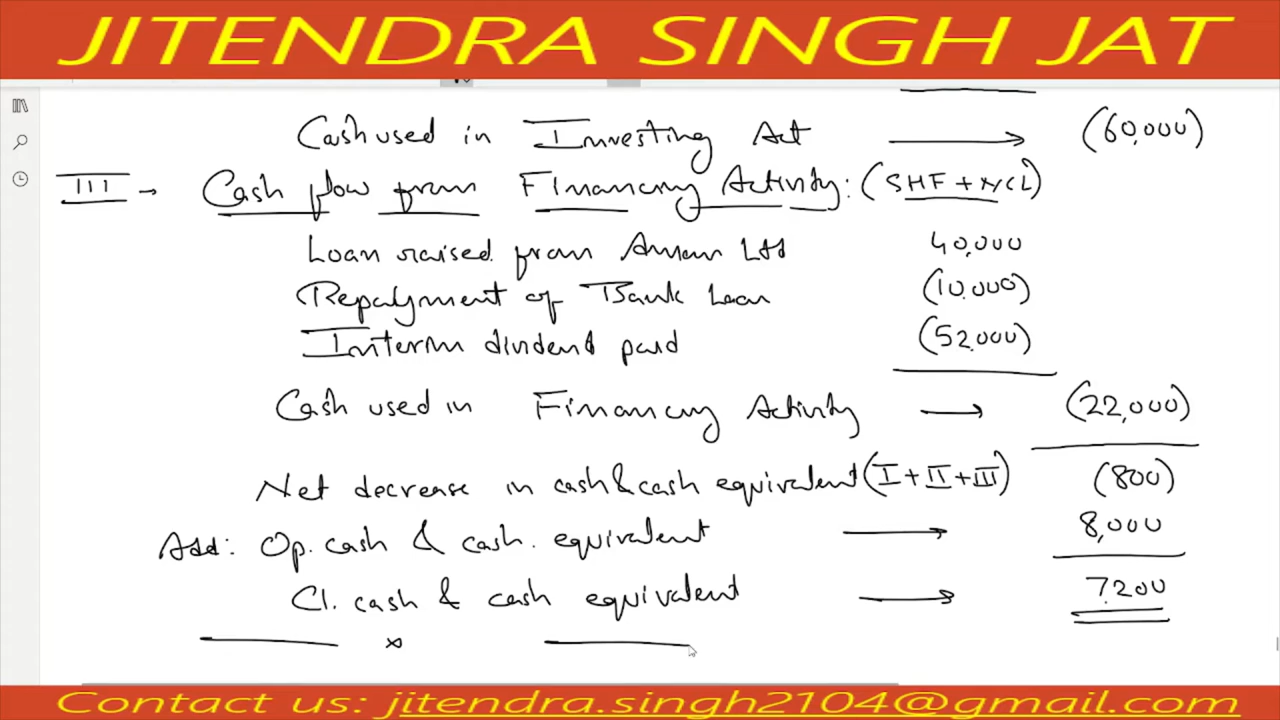 JITENDRA SINGH JAT
Cash used in Investing Act → (60,000)
III → Cash flow from Financing Activity: (SHF + NCL)
Loan raised from Aman Ltd 40,000
Repayment of Bank Loan (10,000)
Interim dividend paid (52,000)
Cash used in Financing Activity → (22,000)
Net decrease in cash & cash equivalent (I + II + III) (800)
Add: Op. cash & cash. equivalent → 8,000
Cl. cash & cash equivalent → 7,200
x
Contact us: jitendra.singh2104@gmail.com